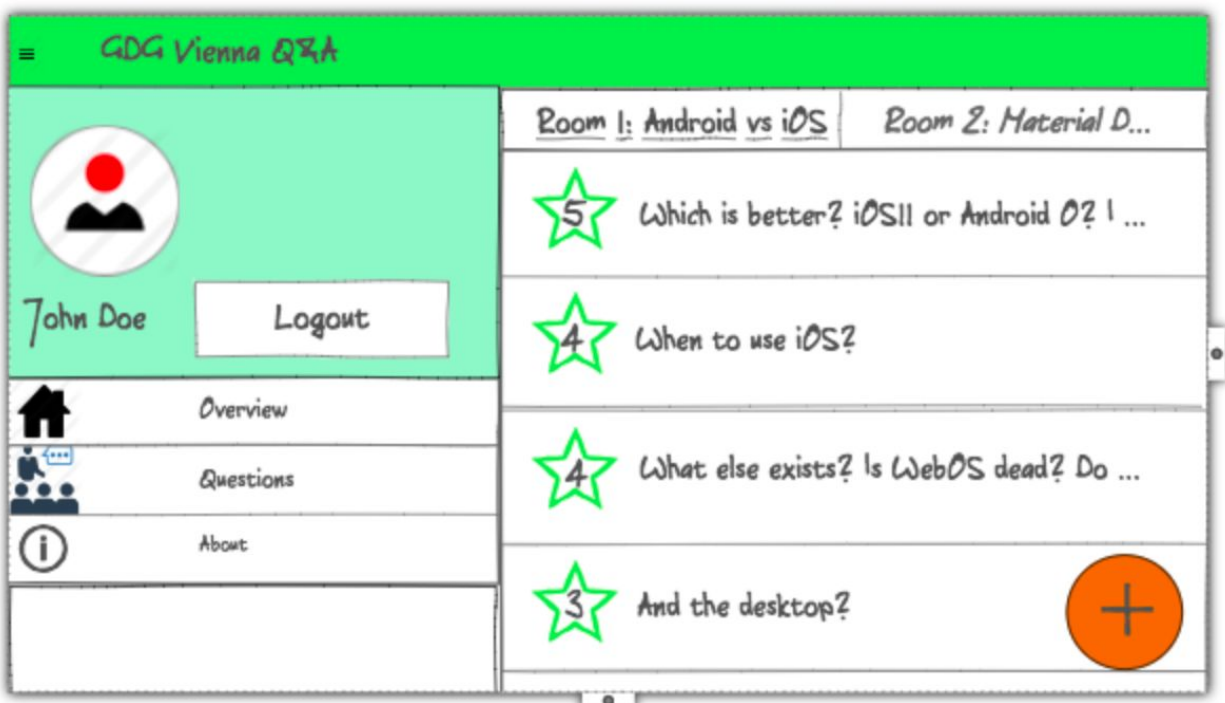 GDG Vienna Q&A
John Doe
Logout
Overview
Questions
About
Room 1: Android vs iOS
Room 2: Material D...
5
Which is better? iOS11 or Android O? I ...
4
When to use iOS?
4
What else exists? Is WebOS dead? Do ...
3
And the desktop?